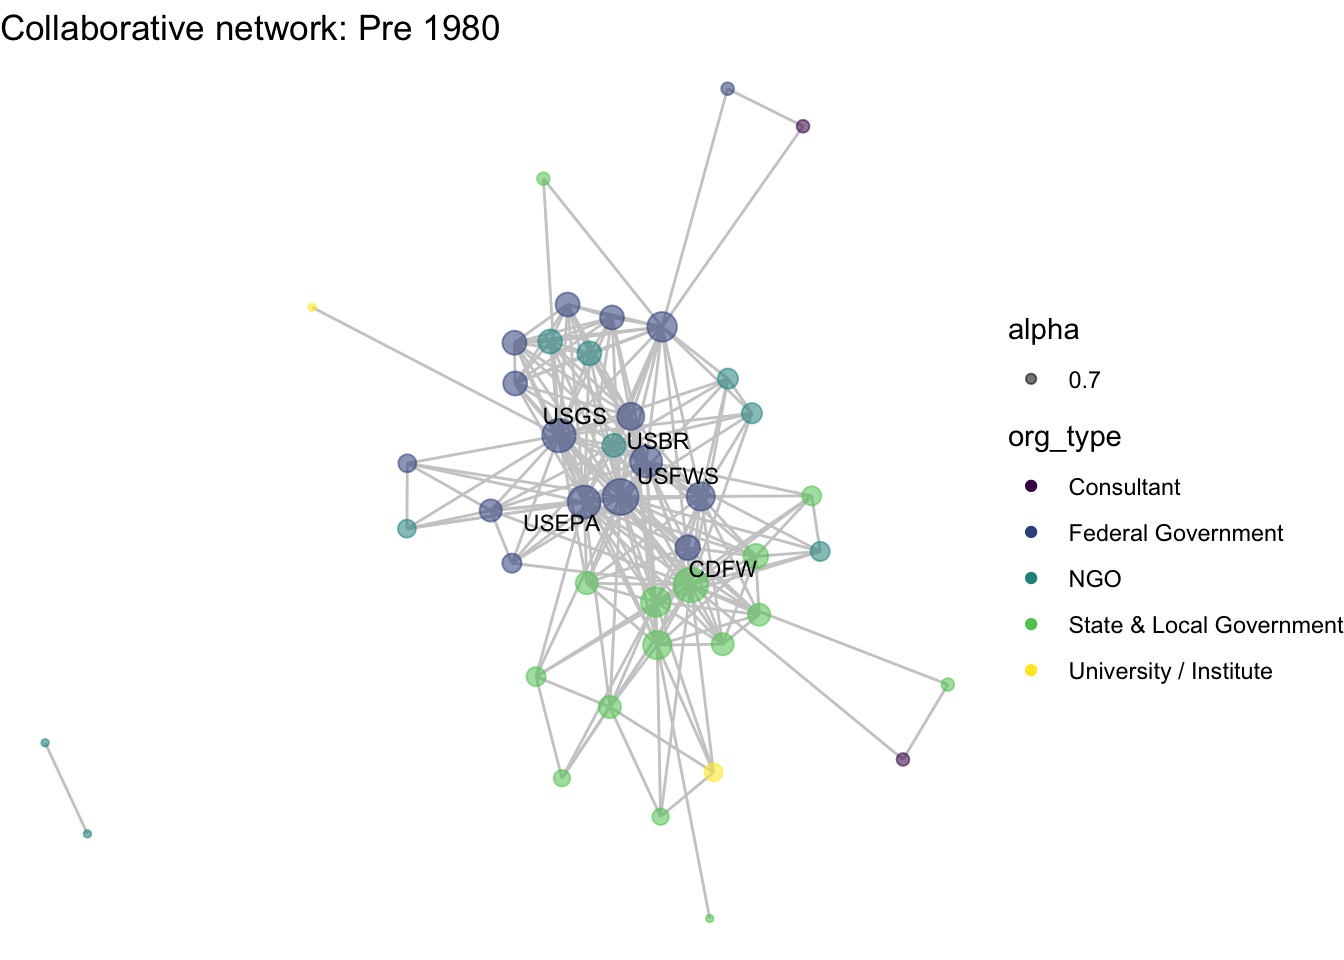 Collaborative network: Pre 1980
USGS
USBR
USFWS
USEPA
CDFW
alpha
0.7
org_type
Consultant
Federal Government
NGO
State & Local Government
University / Institute